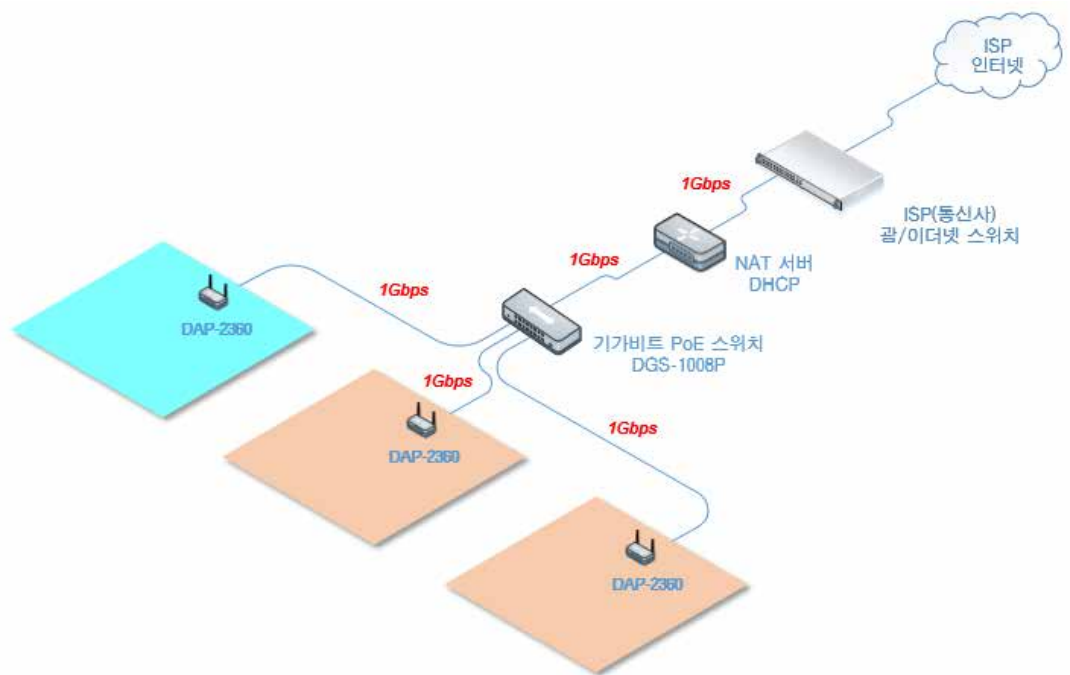 ISP
인터넷
1Gbps
ISP(통신사)
광/이더넷 스위치
1Gbps
NAT 서버
DHCP
1Gbps
DAP-2360
기가비트 PoE 스위치
DGS-1008P
1Gbps
DAP-2360
1Gbps
DAP-2360